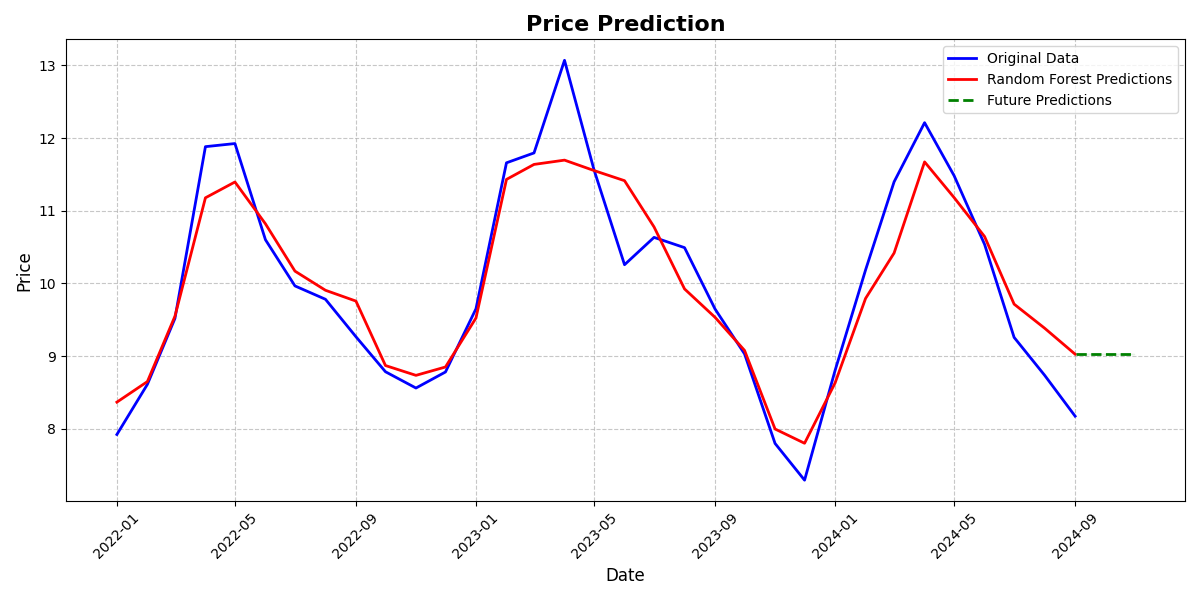 Price Prediction
Original Data
Random Forest Predictions
Future Predictions
Price
13
12
11
10
9
8
2022-01
2022-05
2022-09
2023-01
2023-05
2023-09
2024-01
2024-05
2024-09
Date